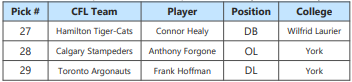 Pick # CFL Team Player Position College
27 Hamilton Tiger-Cats Connor Healy DB Wilfrid Laurier
28 Calgary Stampeders Anthony Forgone OL York
29 Toronto Argonauts Frank Hoffman DL York